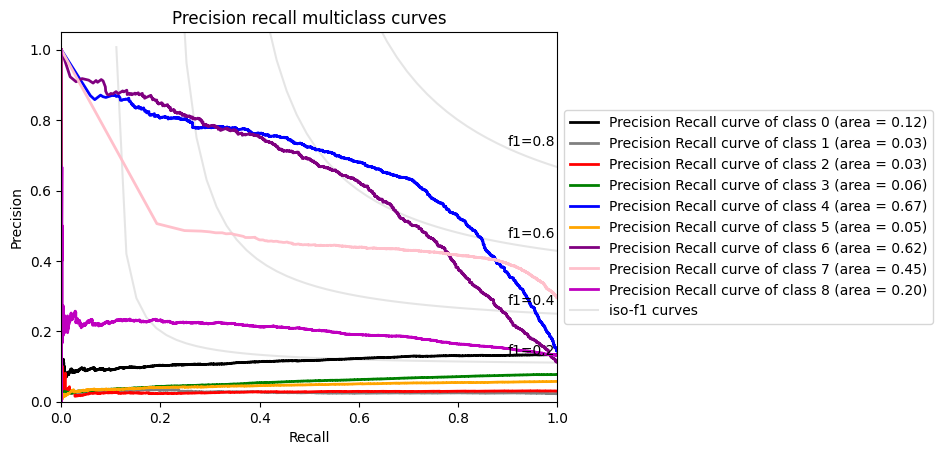 Precision recall multiclass curves
Precision
1.0
0.8
0.6
0.4
0.2
0.0
0.0 0.2 0.4 0.6 0.8 1.0
Recall
f1=0.8
f1=0.6
f1=0.4
f1=0.2
Precision Recall curve of class 0 (area = 0.12)
Precision Recall curve of class 1 (area = 0.03)
Precision Recall curve of class 2 (area = 0.03)
Precision Recall curve of class 3 (area = 0.06)
Precision Recall curve of class 4 (area = 0.67)
Precision Recall curve of class 5 (area = 0.05)
Precision Recall curve of class 6 (area = 0.62)
Precision Recall curve of class 7 (area = 0.45)
Precision Recall curve of class 8 (area = 0.20)
iso-f1 curves